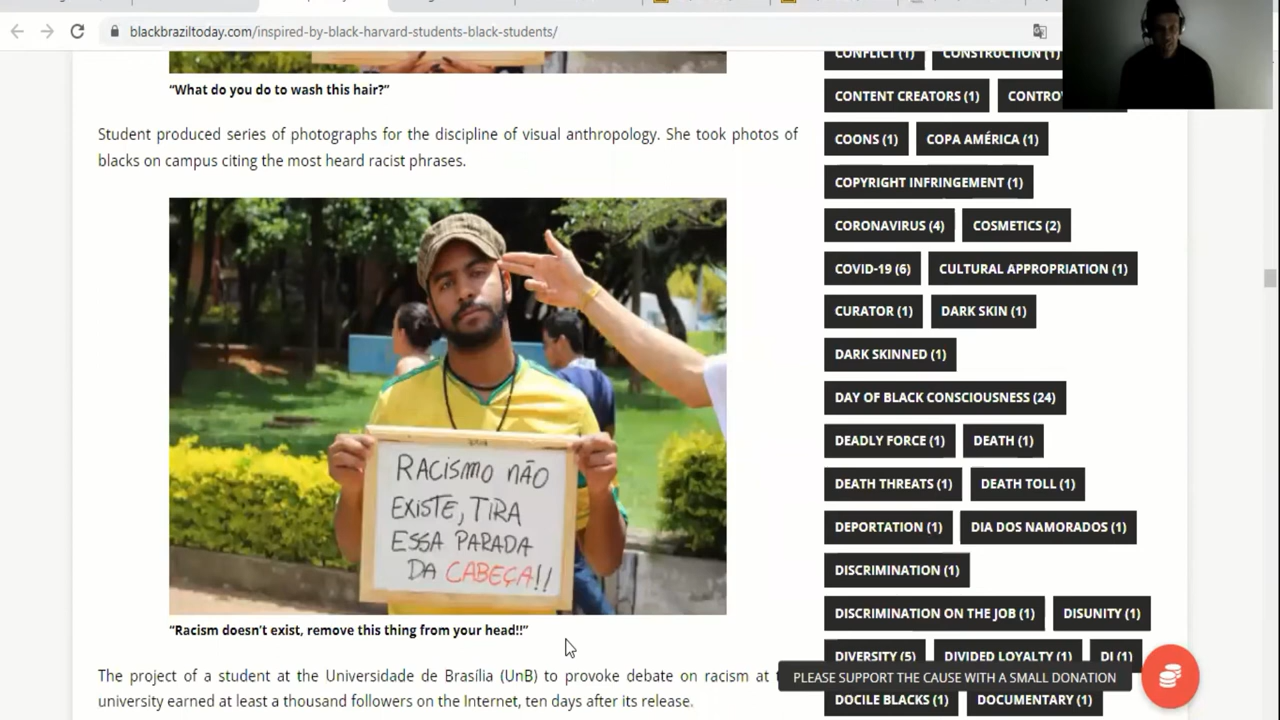 blackbraziltoday.com/inspired-by-black-harvard-students-black-students/
“What do you do to wash this hair?”
Student produced series of photographs for the discipline of visual anthropology. She took photos of
blacks on campus citing the most heard racist phrases.
RACISMO NÃO
EXISTE, TIRA
ESSA PARADA
DA CABEÇA!!
“Racism doesn’t exist, remove this thing from your head!!”
The project of a student at the Universidade de Brasília (UnB) to provoke debate on racism at
university earned at least a thousand followers on the Internet, ten days after its release.
CONFLICT (1) CONSTRUCTION (1)
CONTENT CREATORS (1)
COONS (1) COPA AMÉRICA (1)
COPYRIGHT INFRINGEMENT (1)
CORONAVIRUS (4) COSMETICS (2)
COVID-19 (6) CULTURAL APPROPRIATION (1)
CURATOR (1) DARK SKIN (1)
DARK SKINNED (1)
DAY OF BLACK CONSCIOUSNESS (24)
DEADLY FORCE (1) DEATH (1)
DEATH THREATS (1) DEATH TOLL (1)
DEPORTATION (1) DIA DOS NAMORADOS (1)
DISCRIMINATION (1)
DISCRIMINATION ON THE JOB (1) DISUNITY (1)
DIVERSITY (5) DIVIDED LOYALTY (1) DJ (1)
PLEASE SUPPORT THE CAUSE WITH A SMALL DONATION
DOCILE BLACKS (1) DOCUMENTARY (1)